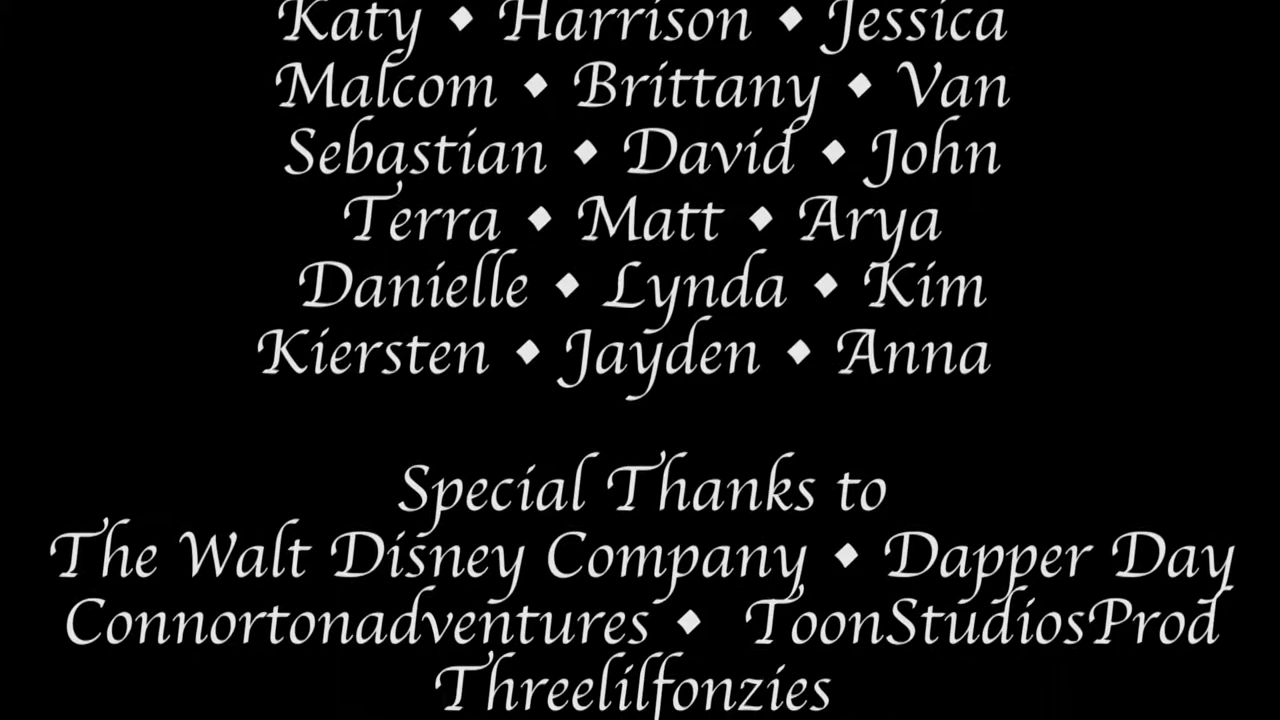 Katy ◆ Harrison ◆ Jessica
Malcom ◆ Brittany ◆ Van
Sebastian ◆ David ◆ John
Terra ◆ Matt ◆ Arya
Danielle ◆ Lynda ◆ Kim
Kiersten ◆ Jayden ◆ Anna
Special Thanks to
The Walt Disney Company ◆ Dapper Day
Connortonadventures ◆ ToonStudiosProd
Threelilfonzies